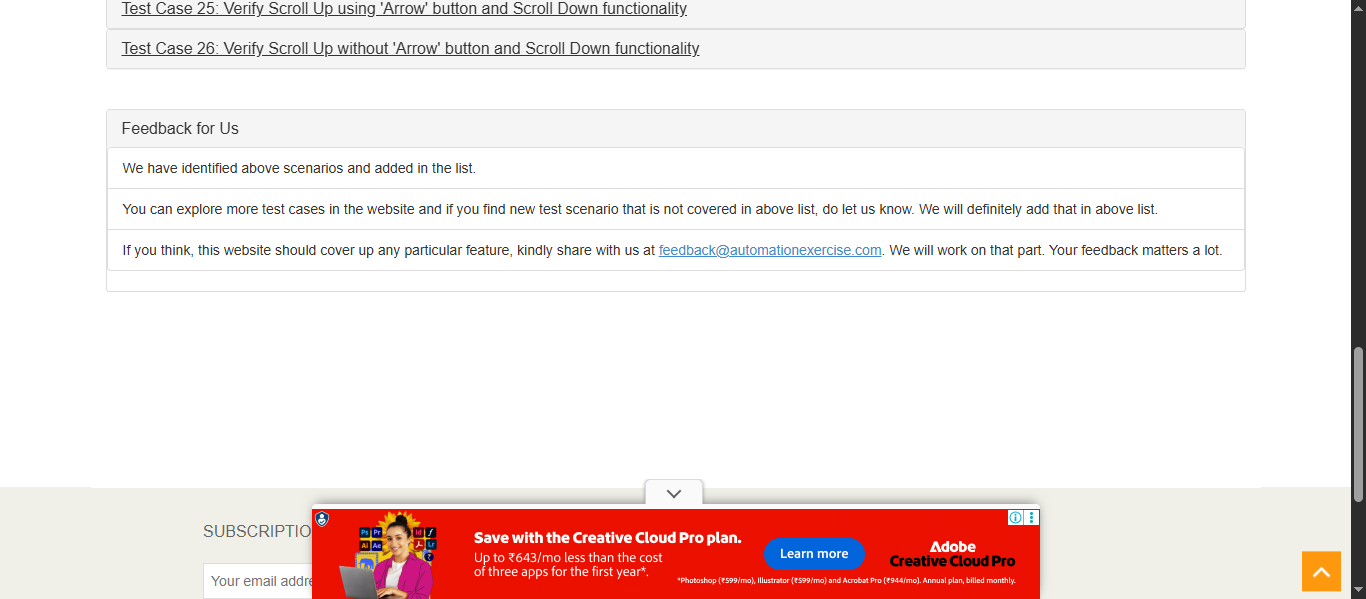 Test Case 25: Verify Scroll Up using 'Arrow' button and Scroll Down functionality
Test Case 26: Verify Scroll Up without 'Arrow' button and Scroll Down functionality
Feedback for Us
We have identified above scenarios and added in the list.
You can explore more test cases in the website and if you find new test scenario that is not covered in above list, do let us know. We will definitely add that in above list.
If you think, this website should cover up any particular feature, kindly share with us at feedback@automationexercise.com. We will work on that part. Your feedback matters a lot.
SUBSCRIPTIO
Your email addre
Ps Pr Id f
Ai Ae Lr
Save with the Creative Cloud Pro plan.
Up to ₹643/mo less than the cost
of three apps for the first year*.
Learn more
Adobe
Creative Cloud Pro
*Photoshop (₹599/mo), Illustrator (₹599/mo) and Acrobat Pro (₹944/mo). Annual plan, billed monthly.